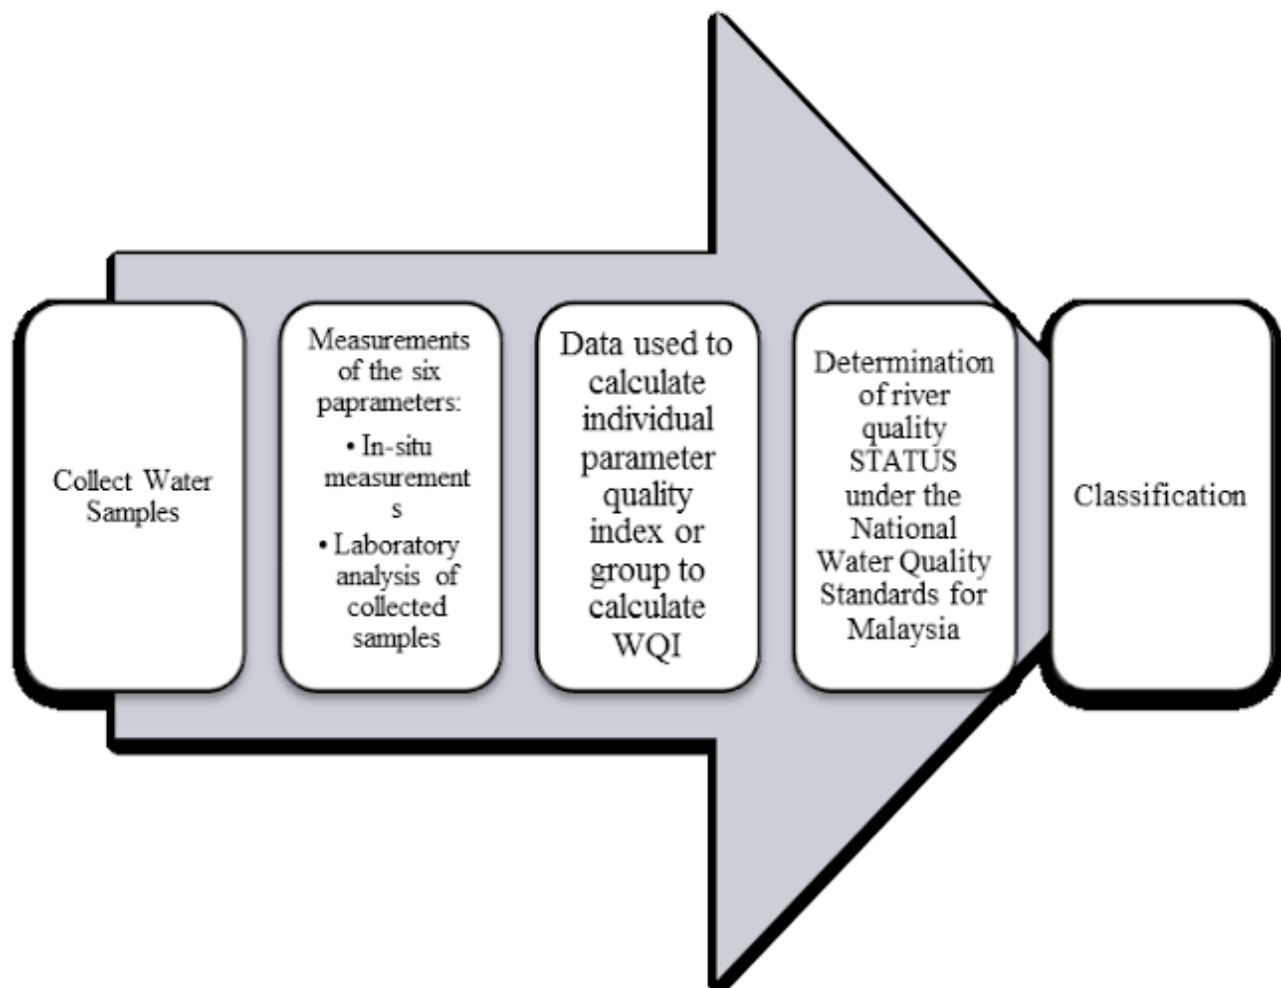 Collect Water
Samples
Measurements
of the six
paprameters:
• In-situ
measurement
s
• Laboratory
analysis of
collected
samples
Data used to
calculate
individual
parameter
quality
index or
group to
calculate
WQI
Determination
of river
quality
STATUS
under the
National
Water Quality
Standards for
Malaysia
Classification